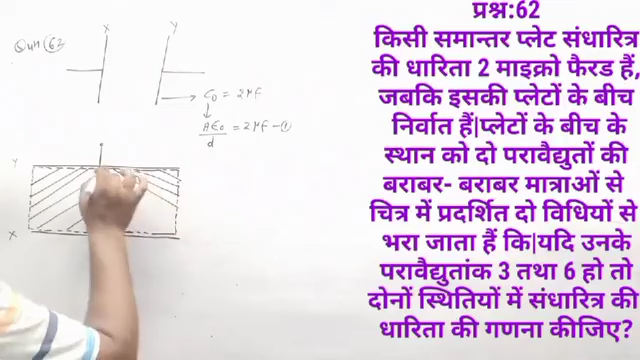 प्रश्न:62
किसी समान्तर प्लेट संधारित्र
की धारिता 2 माइक्रो फैरड हैं,
जबकि इसकी प्लेटों के बीच
निर्वात हैं|प्लेटों के बीच के
स्थान को दो परावैद्युतों की
बराबर- बराबर मात्राओं से
चित्र में प्रदर्शित दो विधियों से
भरा जाता हैं कि|यदि उनके
परावैद्युतांक 3 तथा 6 हो तो
दोनों स्थितियों में संधारित्र की
धारिता की गणना कीजिए?
Qun 62
X Y
C₀ = 2μF
Aε₀/d = 2μF - ①
Y
X